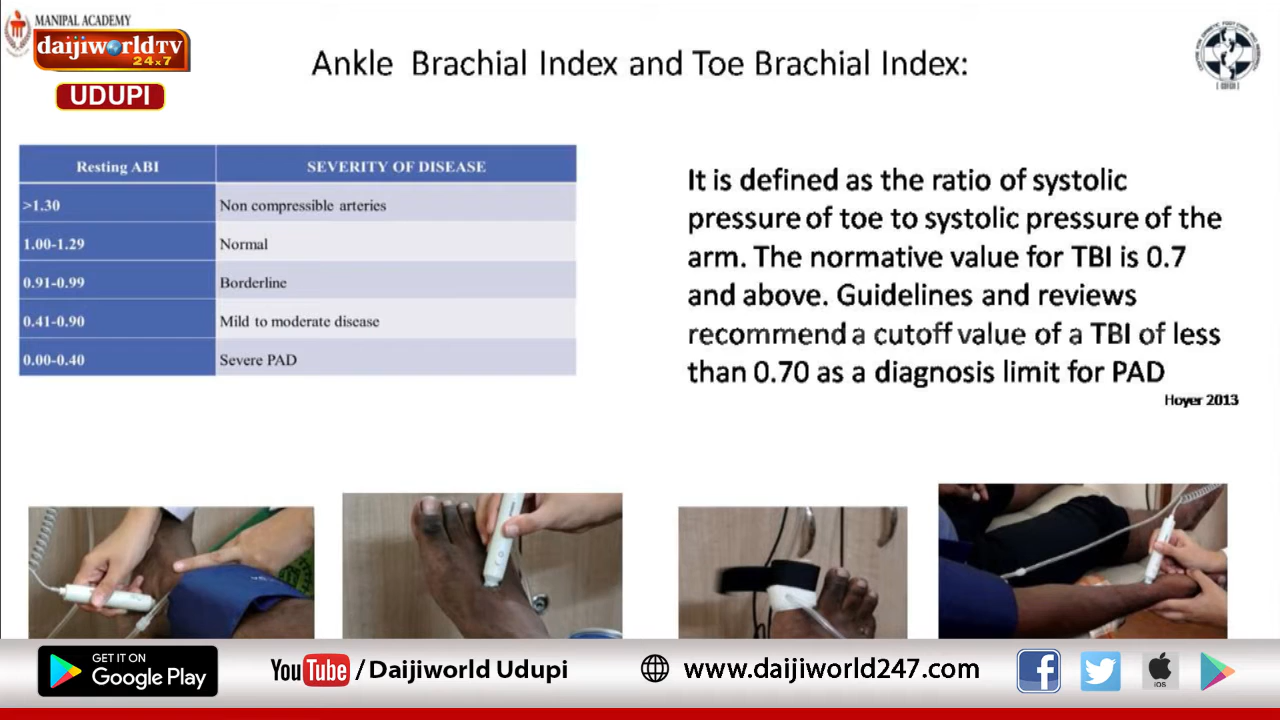 MANIPAL ACADEMY
daijiworldTV
24x7
UDUPI
Ankle Brachial Index and Toe Brachial Index:
Resting ABI SEVERITY OF DISEASE
>1.30 Non compressible arteries
1.00-1.29 Normal
0.91-0.99 Borderline
0.41-0.90 Mild to moderate disease
0.00-0.40 Severe PAD
It is defined as the ratio of systolic
pressure of toe to systolic pressure of the
arm. The normative value for TBI is 0.7
and above. Guidelines and reviews
recommend a cutoff value of a TBI of less
than 0.70 as a diagnosis limit for PAD
Hoyer 2013
GET IT ON
Google Play
YouTube / Daijiworld Udupi
www.daijiworld247.com
iOS